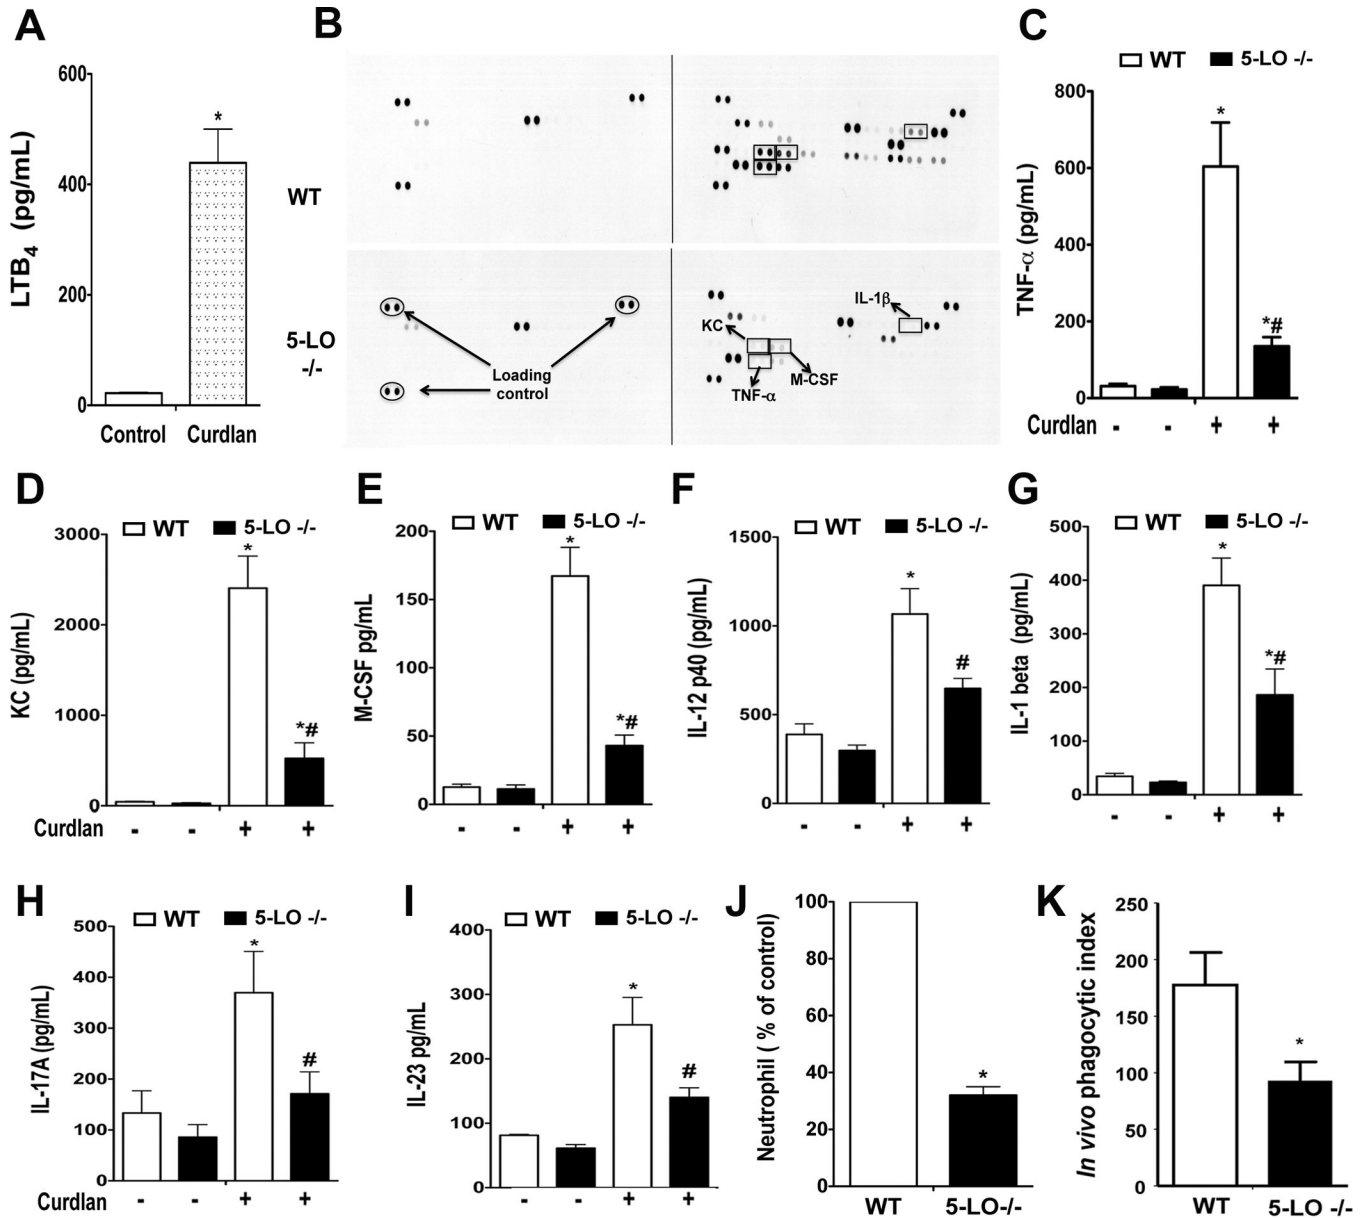 A
LTB4 (pg/mL)
600
400
200
0
*
Control
Curdlan
B
WT
5-LO
-/-
Loading
control
KC
TNF-α
M-CSF
IL-1β
C
WT
5-LO -/-
TNF-α (pg/mL)
800
600
400
200
0
*
*#
Curdlan - - + +
D
WT
5-LO -/-
KC (pg/mL)
3000
2000
1000
0
*
*#
Curdlan - - + +
E
WT
5-LO -/-
M-CSF pg/mL
200
150
100
50
0
*
*#
- - + +
F
WT
5-LO -/-
IL-12 p40 (pg/mL)
1500
1000
500
0
*
#
- - + +
G
WT
5-LO -/-
IL-1 beta (pg/mL)
500
400
300
200
100
0
*
*#
- - + +
H
WT
5-LO -/-
IL-17A (pg/mL)
500
400
300
200
100
0
*
#
Curdlan - - + +
I
WT
5-LO -/-
IL-23 pg/mL
400
300
200
100
0
*
#
- - + +
J
Neutrophil ( % of control)
100
80
60
40
20
0
*
WT
5-LO-/-
K
In vivo phagocytic index
250
200
150
100
50
0
*
WT
5-LO -/-